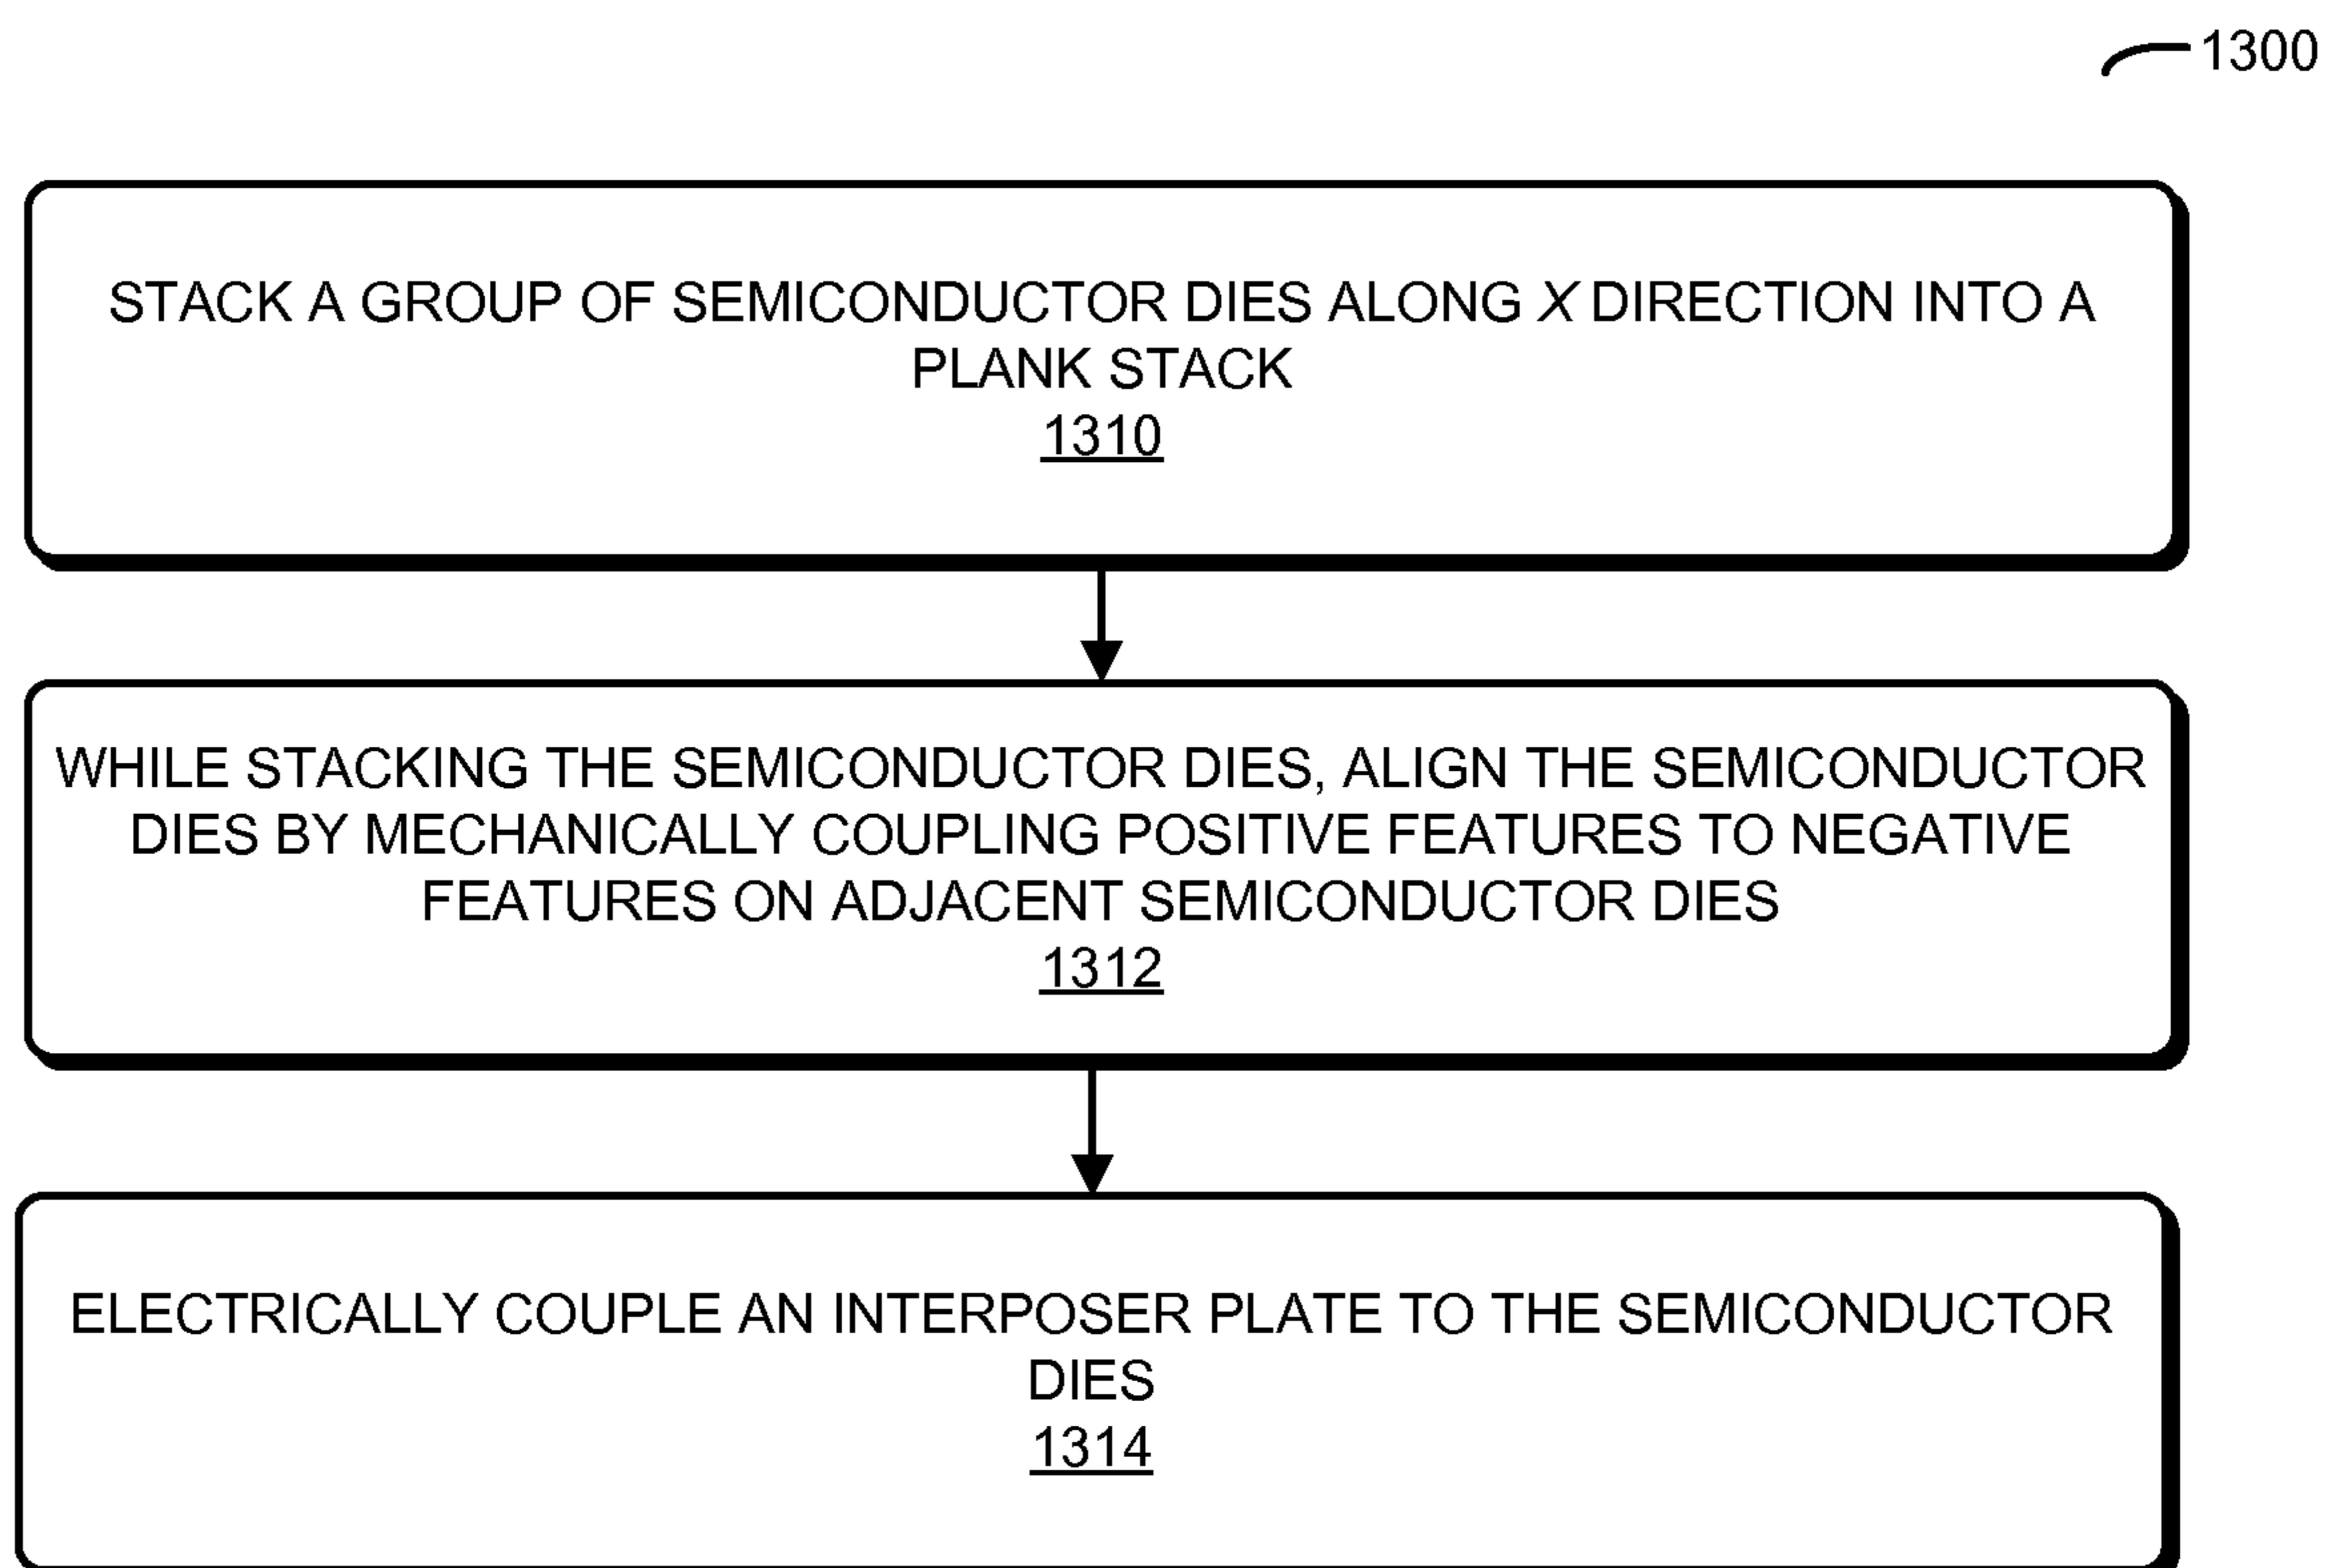 1300
STACK A GROUP OF SEMICONDUCTOR DIES ALONG X DIRECTION INTO A
PLANK STACK
1310
WHILE STACKING THE SEMICONDUCTOR DIES, ALIGN THE SEMICONDUCTOR
DIES BY MECHANICALLY COUPLING POSITIVE FEATURES TO NEGATIVE
FEATURES ON ADJACENT SEMICONDUCTOR DIES
1312
ELECTRICALLY COUPLE AN INTERPOSER PLATE TO THE SEMICONDUCTOR
DIES
1314